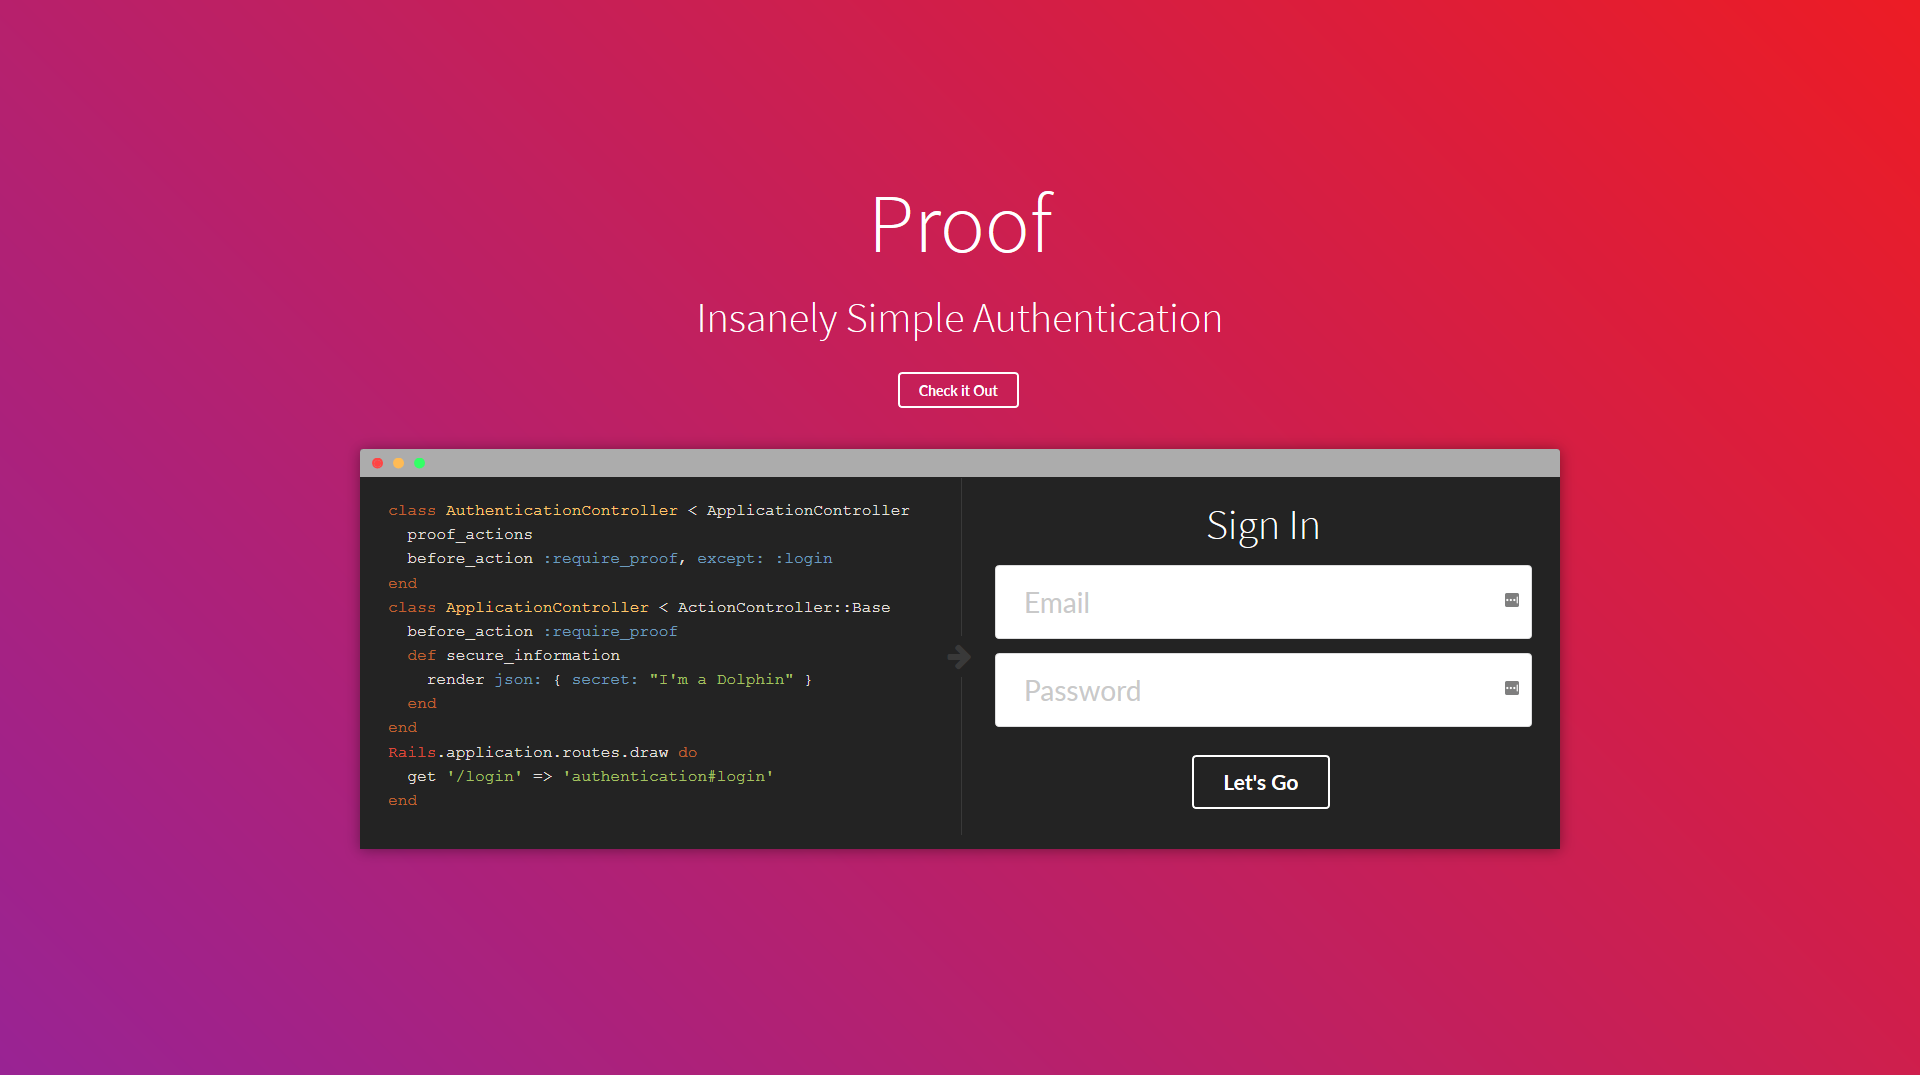 Proof
Insanely Simple Authentication
Check it Out
class AuthenticationController < ApplicationController
  proof_actions
  before_action :require_proof, except: :login
end
class ApplicationController < ActionController::Base
  before_action :require_proof
  def secure_information
    render json: { secret: "I'm a Dolphin" }
  end
end
Rails.application.routes.draw do
  get '/login' => 'authentication#login'
end
Sign In
Email
Password
Let's Go